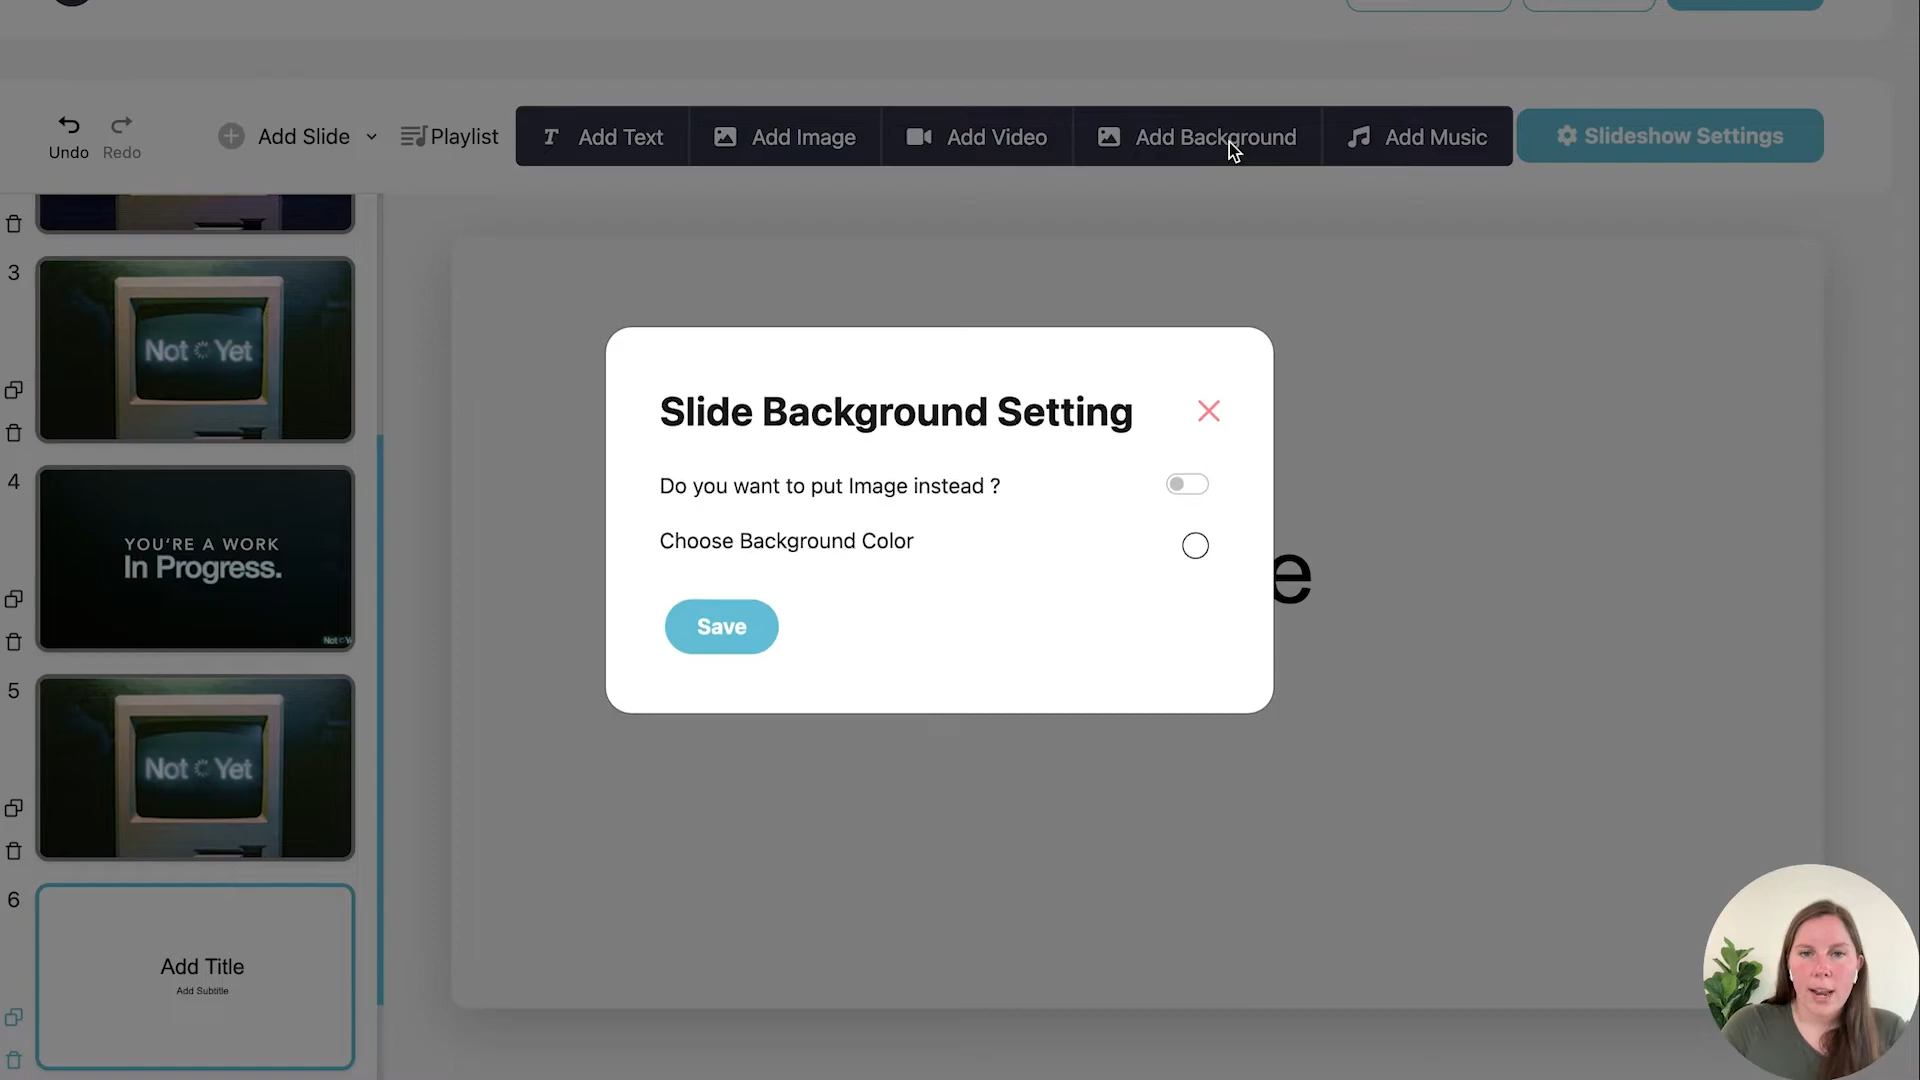 Undo
Redo
Add Slide
Playlist
Add Text
Add Image
Add Video
Add Background
Add Music
Slideshow Settings
3
Not Yet
4
YOU'RE A WORK
In Progress.
Not Y
5
Not Yet
6
Add Title
Add Subtitle
Slide Background Setting
Do you want to put Image instead ?
Choose Background Color
Save
e